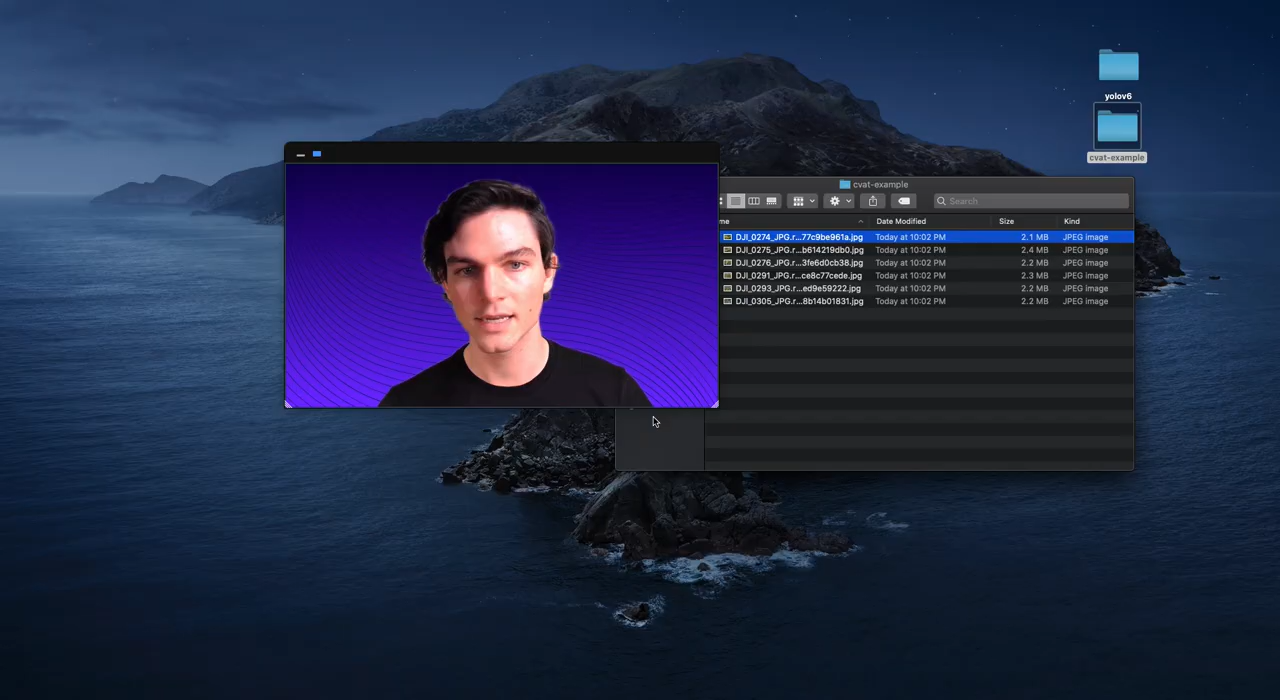 yolov6
cvat-example
cvat-example
Search
me Date Modified Size Kind
DJI_0274_JPG.r...77c9be961a.jpg Today at 10:02 PM 2.1 MB JPEG image
DJI_0275_JPG.r...b614219db0.jpg Today at 10:02 PM 2.4 MB JPEG image
DJI_0276_JPG.r...3fe6d0cb38.jpg Today at 10:02 PM 2.2 MB JPEG image
DJI_0291_JPG.r...ce8c77cede.jpg Today at 10:02 PM 2.3 MB JPEG image
DJI_0293_JPG.r...ed9e59222.jpg Today at 10:02 PM 2.2 MB JPEG image
DJI_0305_JPG.r...8b14b01831.jpg Today at 10:02 PM 2.2 MB JPEG image